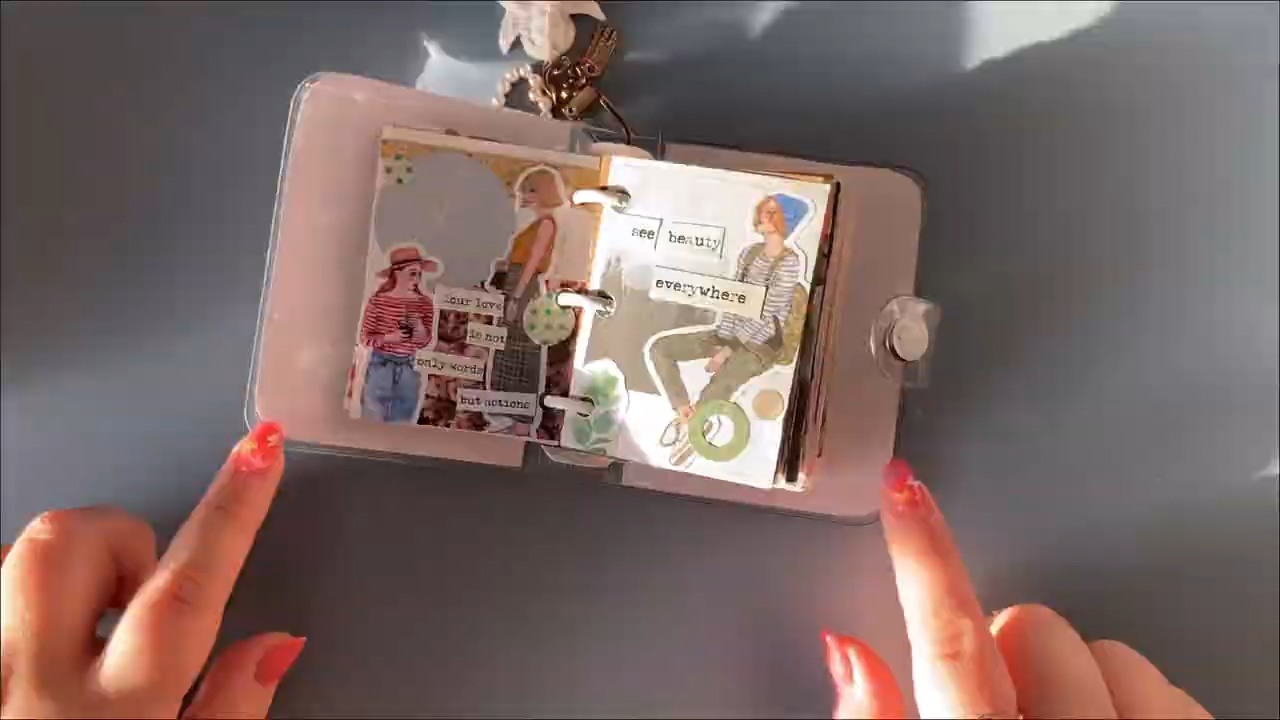 your love
is not
only words
but actions
see beauty
everywhere